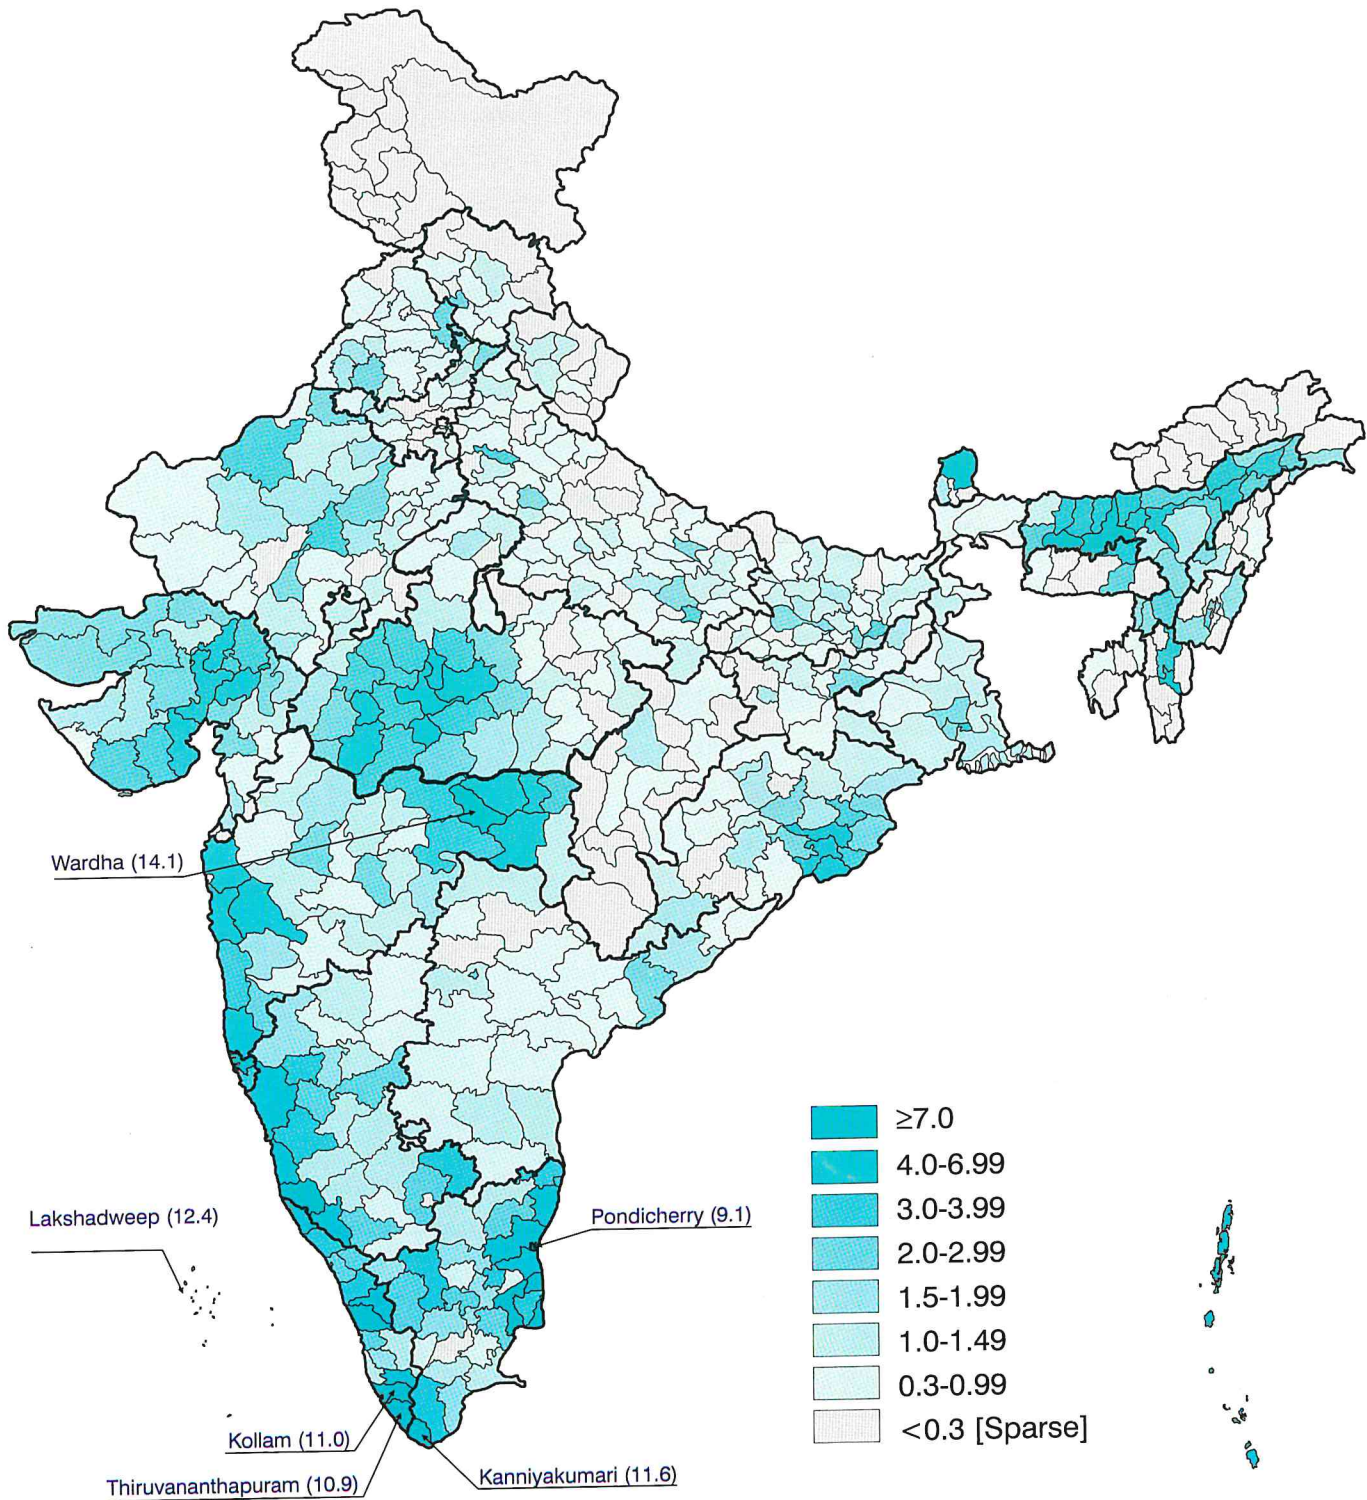 Wardha (14.1)
≥7.0
4.0-6.99
3.0-3.99
2.0-2.99
1.5-1.99
1.0-1.49
0.3-0.99
<0.3 [Sparse]
Lakshadweep (12.4)
Pondicherry (9.1)
Kollam (11.0)
Thiruvananthapuram (10.9)
Kanniyakumari (11.6)